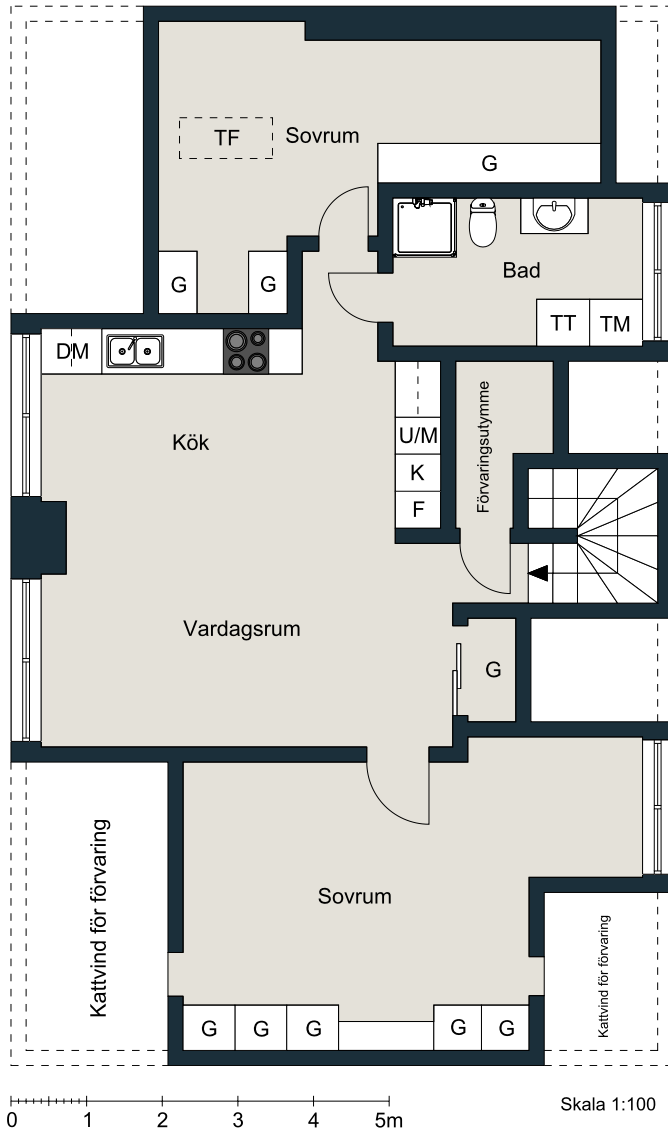 TF
Sovrum
G
G
G
Bad
TT
TM
DM
Kök
U/M
K
F
Förvaringsutymme
Vardagsrum
G
Kattvind för förvaring
Sovrum
Kattvind för förvaring
G
G
G
G
G
0 1 2 3 4 5m
Skala 1:100